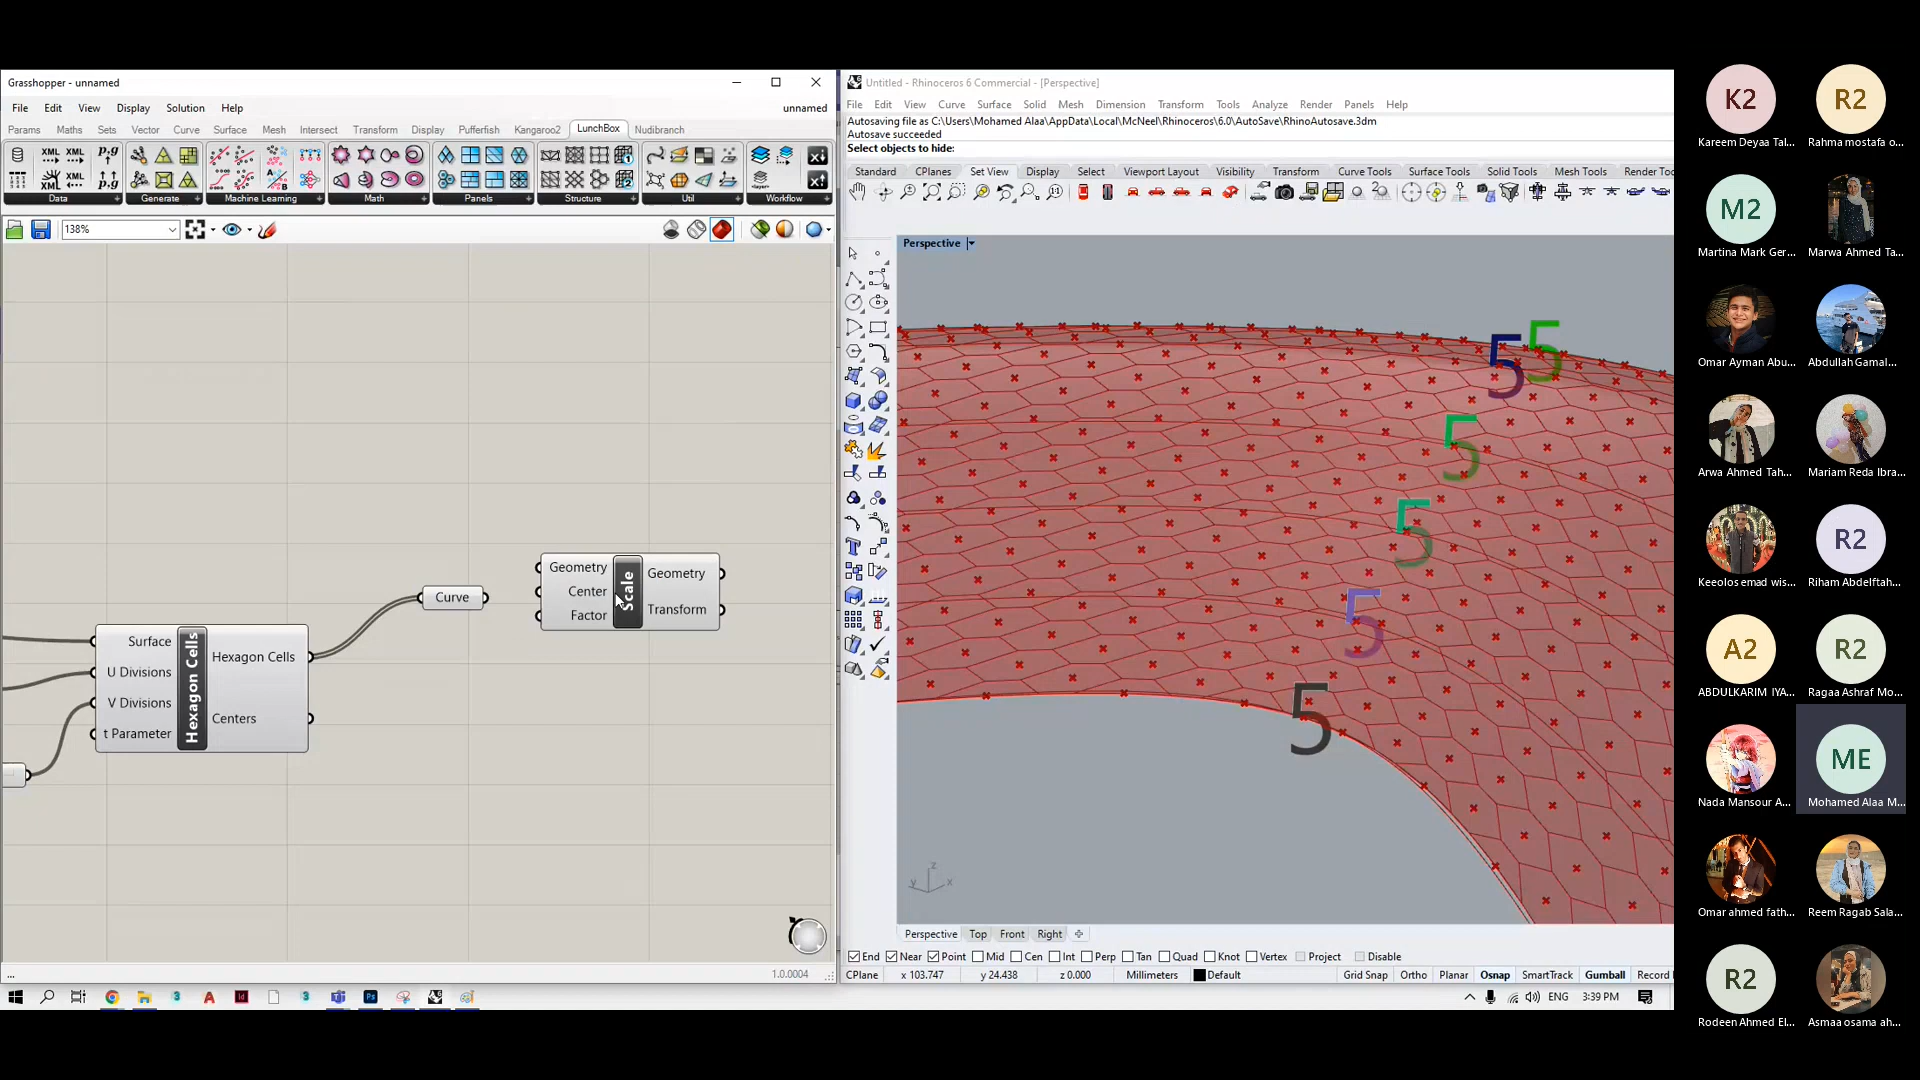 Grasshopper - unnamed
File Edit View Display Solution Help
unnamed
Params Maths Sets Vector Curve Surface Mesh Intersect Transform Display Pufferfish Kangaroo2 LunchBox Nudibranch
XML XML p,q
XML XML p,q
Data Generate Machine Learning Math Panels Structure Util Workflow
138%
Curve
Geometry
Center
Factor
Scale
Geometry
Transform
Surface
U Divisions
V Divisions
t Parameter
Hexagon Cells
Hexagon Cells
Centers
...
1.0.0004
Untitled - Rhinoceros 6 Commercial - [Perspective]
File Edit View Curve Surface Solid Mesh Dimension Transform Tools Analyze Render Panels Help
Autosaving file as C:\Users\Mohamed Alaa\AppData\Local\McNeel\Rhinoceros\6.0\AutoSave\RhinoAutosave.3dm
Autosave succeeded
Select objects to hide:
Standard CPlanes Set View Display Select Viewport Layout Visibility Transform Curve Tools Surface Tools Solid Tools Mesh Tools Render Toc
Perspective
5
5
5
5
5
5
z
y
x
Perspective Top Front Right
End Near Point Mid Cen Int Perp Tan Quad Knot Vertex Project Disable
CPlane x 103.747 y 24.438 z 0.000 Millimeters Default Grid Snap Ortho Planar Osnap SmartTrack Gumball Record
ENG 3:39 PM
K2
Kareem Deyaa Tal...
R2
Rahma mostafa o...
M2
Martina Mark Ger...
Marwa Ahmed Ta...
Omar Ayman Abu...
Abdullah Gamal...
Arwa Ahmed Tah...
Mariam Reda Ibra...
Keeolos emad wis...
R2
Riham Abdelftah...
A2
ABDULKARIM IYA...
R2
Ragaa Ashraf Mo...
Nada Mansour A...
ME
Mohamed Alaa M...
Omar ahmed fath...
Reem Ragab Sala...
R2
Rodeen Ahmed El...
Asmaa osama ah...